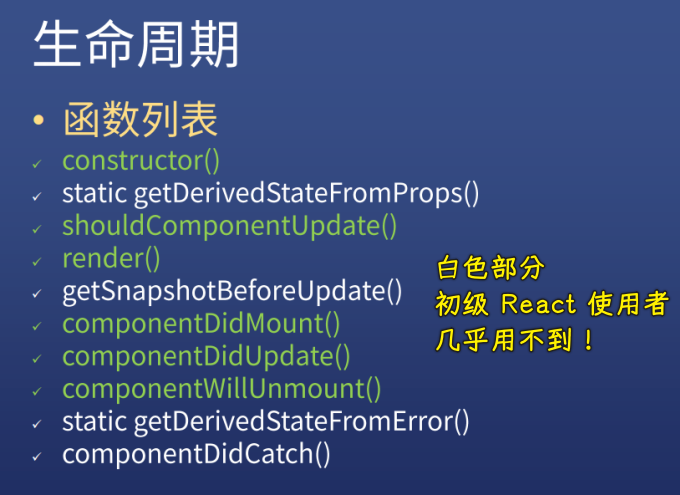 生命周期
• 函数列表
✓ constructor()
✓ static getDerivedStateFromProps()
✓ shouldComponentUpdate()
✓ render()
✓ getSnapshotBeforeUpdate()
✓ componentDidMount()
✓ componentDidUpdate()
✓ componentWillUnmount()
✓ static getDerivedStateFromError()
✓ componentDidCatch()
白色部分
初级 React 使用者
几乎用不到！